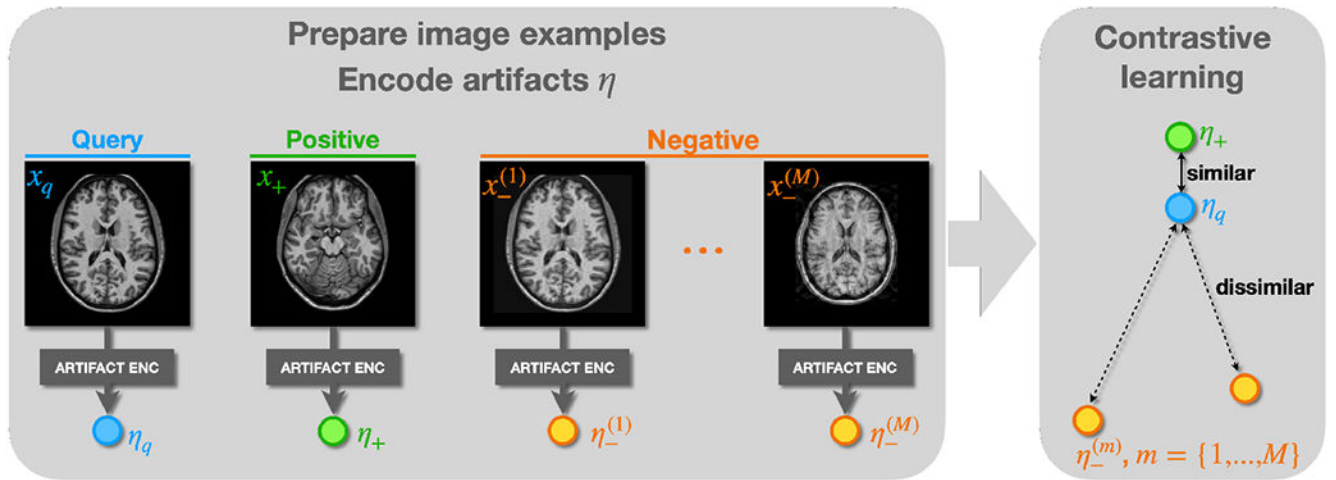 Prepare image examples
Encode artifacts η
Query
Positive
Negative
x_q
x_+
x_-^{(1)}
x_-^{(M)}
...
ARTIFACT ENC
ARTIFACT ENC
ARTIFACT ENC
ARTIFACT ENC
η_q
η_+
η_-^{(1)}
η_-^{(M)}
Contrastive
learning
η_+
similar
η_q
dissimilar
η_-^{(m)}, m = {1,...,M}